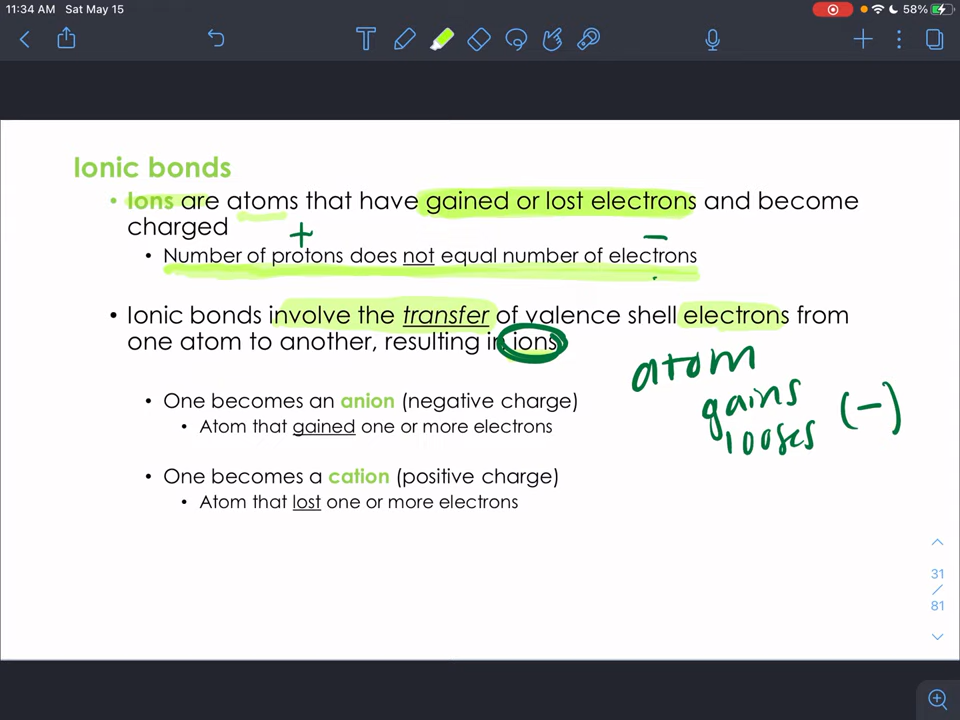 11:34 AM Sat May 15
58%
Ionic bonds
• Ions are atoms that have gained or lost electrons and become
charged
+ −
• Number of protons does not equal number of electrons
• Ionic bonds involve the transfer of valence shell electrons from
one atom to another, resulting in ions
atom
gains
looses (-)
• One becomes an anion (negative charge)
• Atom that gained one or more electrons
• One becomes a cation (positive charge)
• Atom that lost one or more electrons
31
/
81